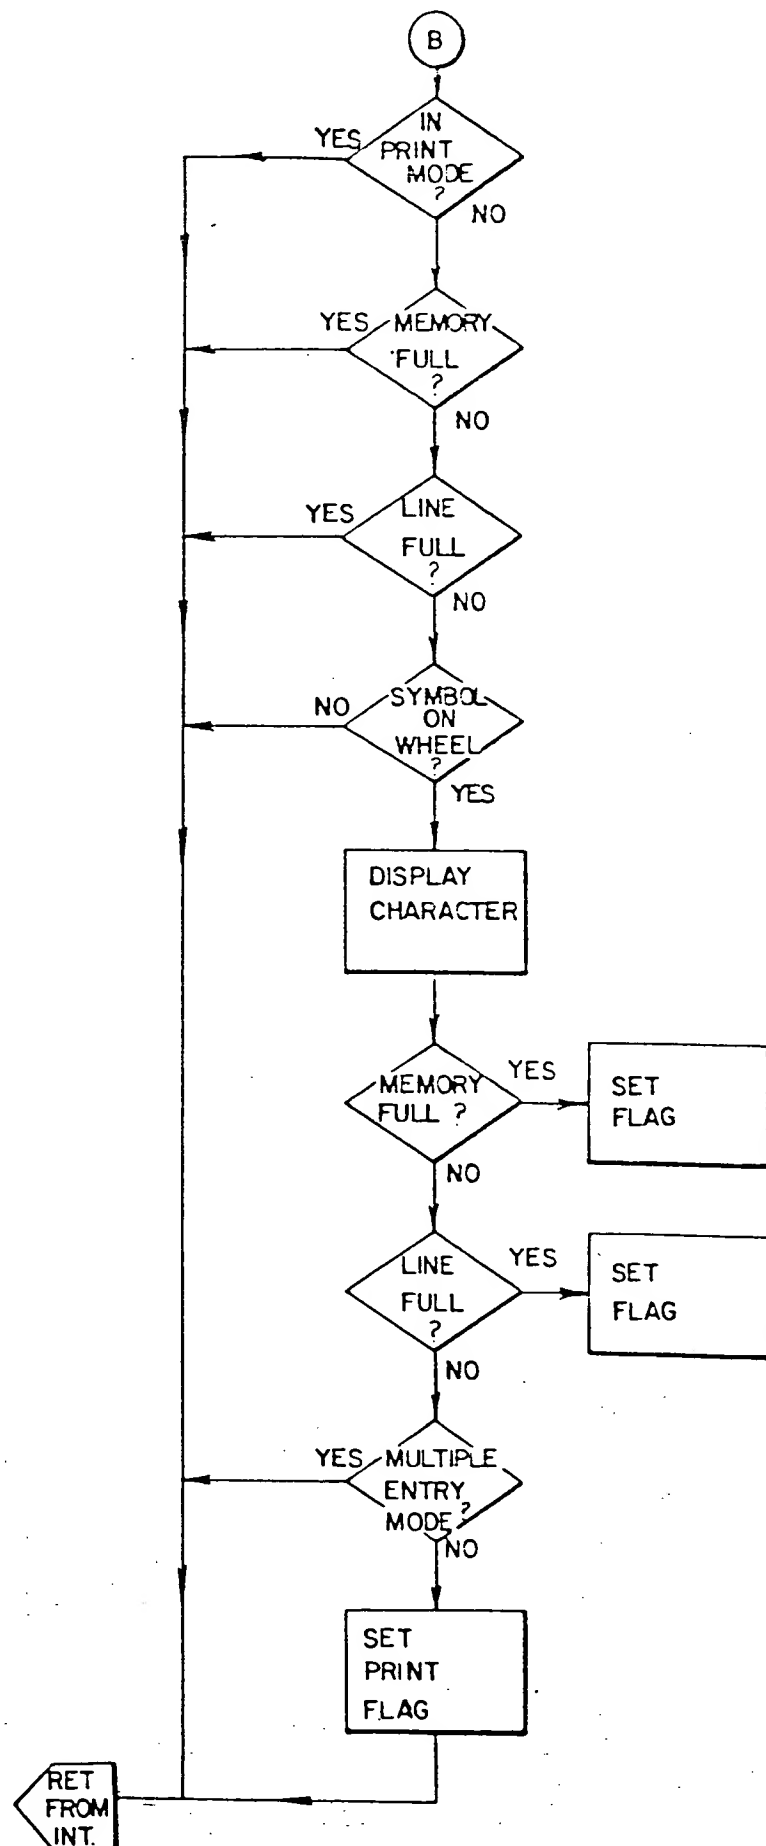 B
IN
PRINT
MODE
?
YES
NO
YES
MEMORY
FULL
?
NO
YES
LINE
FULL
?
NO
NO
SYMBOL
ON
WHEEL
?
YES
DISPLAY
CHARACTER
MEMORY
FULL ?
YES
SET
FLAG
NO
LINE
FULL
?
YES
SET
FLAG
NO
YES
MULTIPLE
ENTRY
MODE?
NO
SET
PRINT
FLAG
RET
FROM
INT.